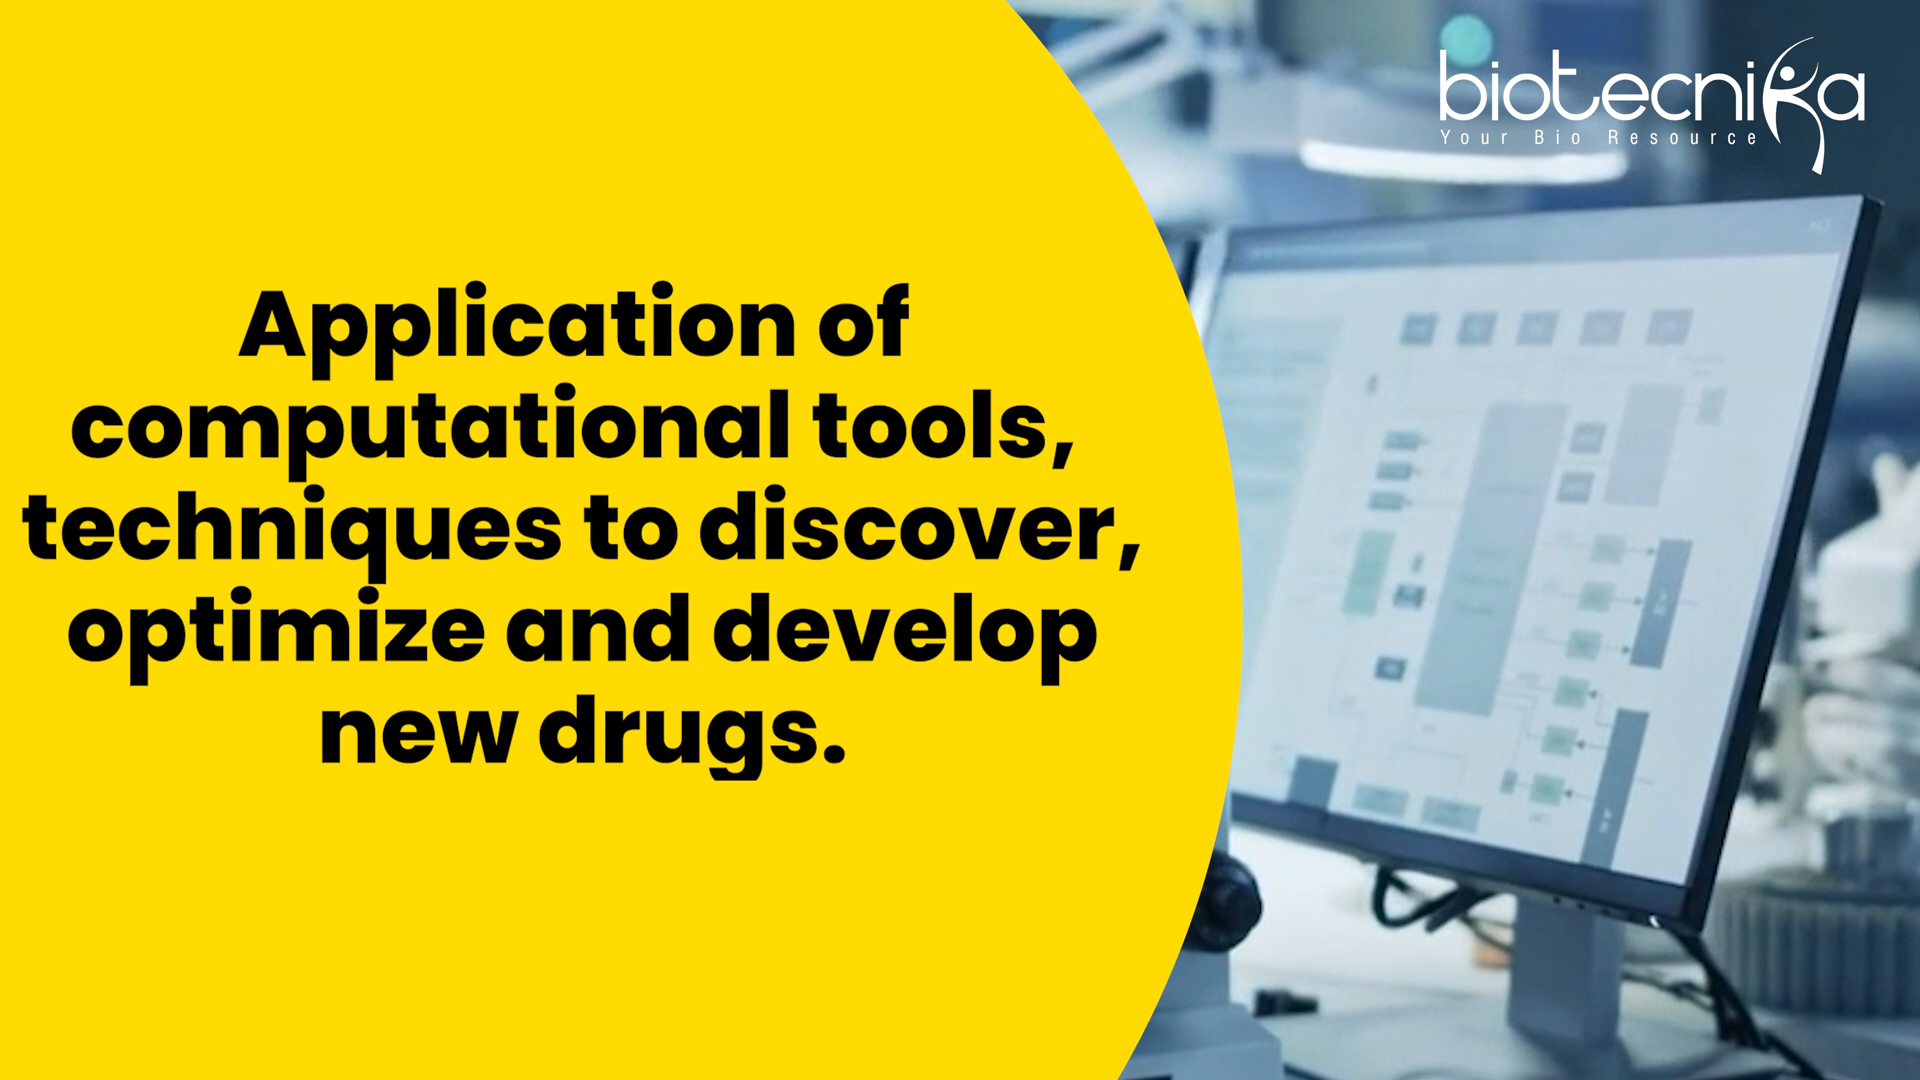 biotecnika
Your Bio Resource
Application of
computational tools,
techniques to discover,
optimize and develop
new drugs.